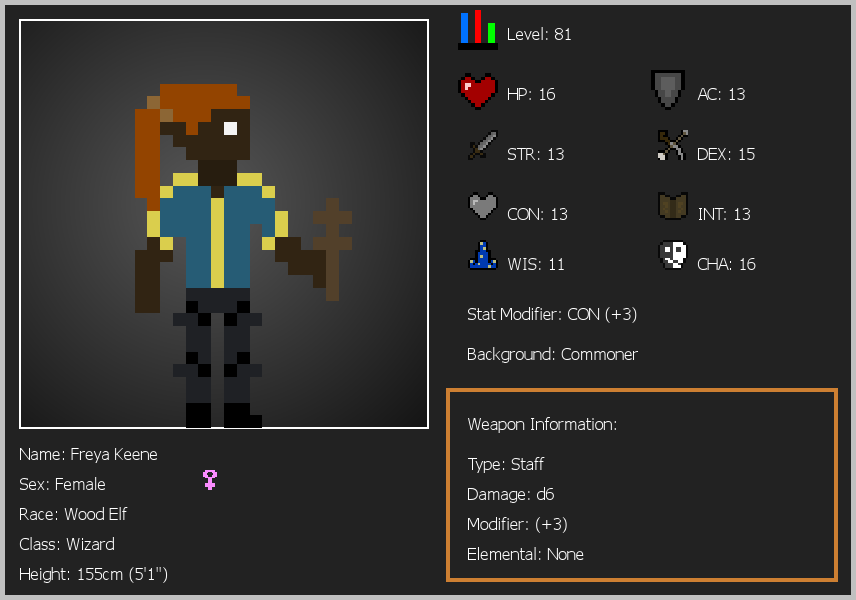 Level: 81
HP: 16
AC: 13
STR: 13
DEX: 15
CON: 13
INT: 13
WIS: 11
CHA: 16
Stat Modifier: CON (+3)
Background: Commoner
Weapon Information:
Type: Staff
Damage: d6
Modifier: (+3)
Elemental: None
Name: Freya Keene
Sex: Female
Race: Wood Elf
Class: Wizard
Height: 155cm (5'1")